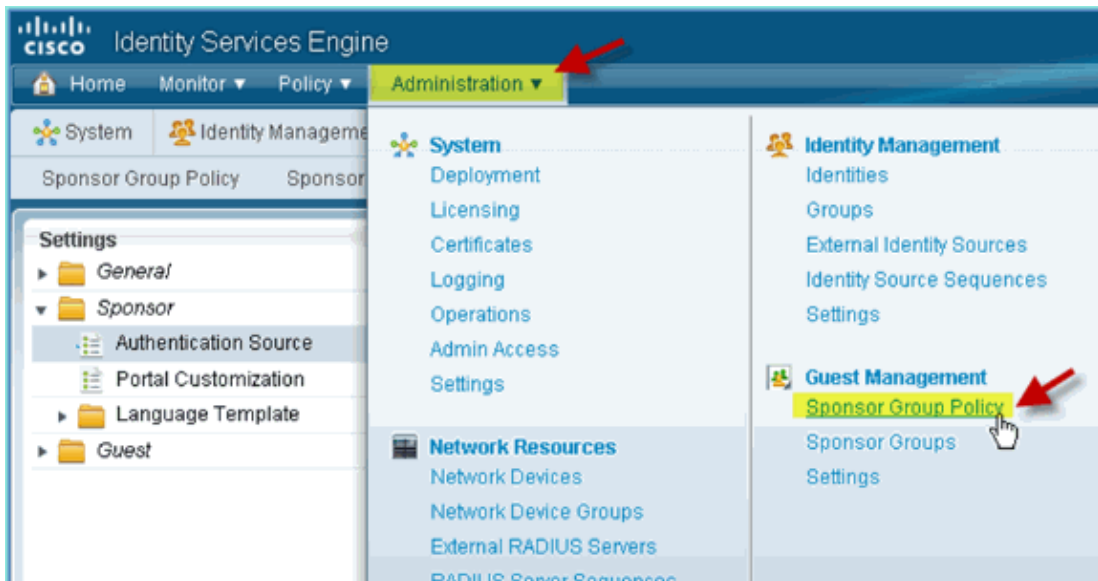 CISCO Identity Services Engine
Home Monitor Policy Administration
System Identity Manageme
Sponsor Group Policy Sponsor
Settings
General
Sponsor
Authentication Source
Portal Customization
Language Template
Guest
System
Deployment
Licensing
Certificates
Logging
Operations
Admin Access
Settings
Network Resources
Network Devices
Network Device Groups
External RADIUS Servers
RADIUS Server Sequences
Identity Management
Identities
Groups
External Identity Sources
Identity Source Sequences
Settings
Guest Management
Sponsor Group Policy
Sponsor Groups
Settings